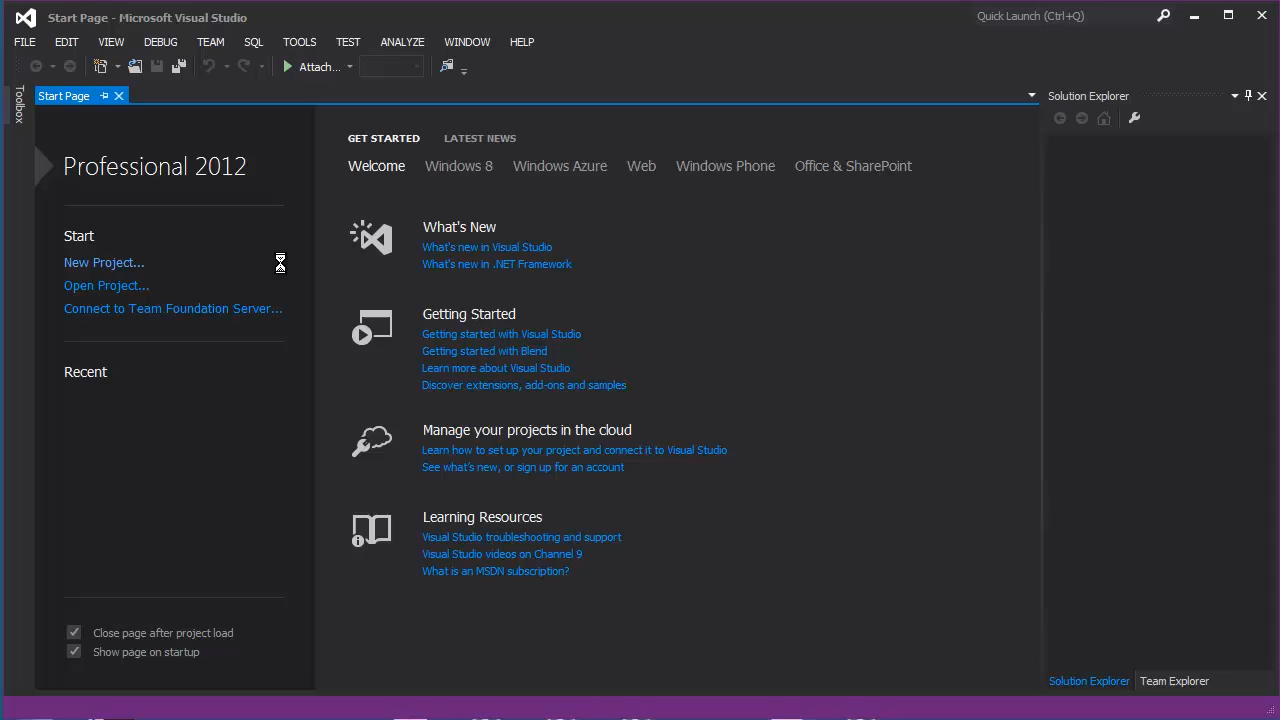 Start Page - Microsoft Visual Studio
Quick Launch (Ctrl+Q)
FILE EDIT VIEW DEBUG TEAM SQL TOOLS TEST ANALYZE WINDOW HELP
Attach...
Toolbox
Start Page
Solution Explorer
Professional 2012
Start
New Project...
Open Project...
Connect to Team Foundation Server...
Recent
Close page after project load
Show page on startup
GET STARTED LATEST NEWS
Welcome Windows 8 Windows Azure Web Windows Phone Office & SharePoint
What's New
What's new in Visual Studio
What's new in .NET Framework
Getting Started
Getting started with Visual Studio
Getting started with Blend
Learn more about Visual Studio
Discover extensions, add-ons and samples
Manage your projects in the cloud
Learn how to set up your project and connect it to Visual Studio
See what's new, or sign up for an account
Learning Resources
Visual Studio troubleshooting and support
Visual Studio videos on Channel 9
What is an MSDN subscription?
Solution Explorer Team Explorer